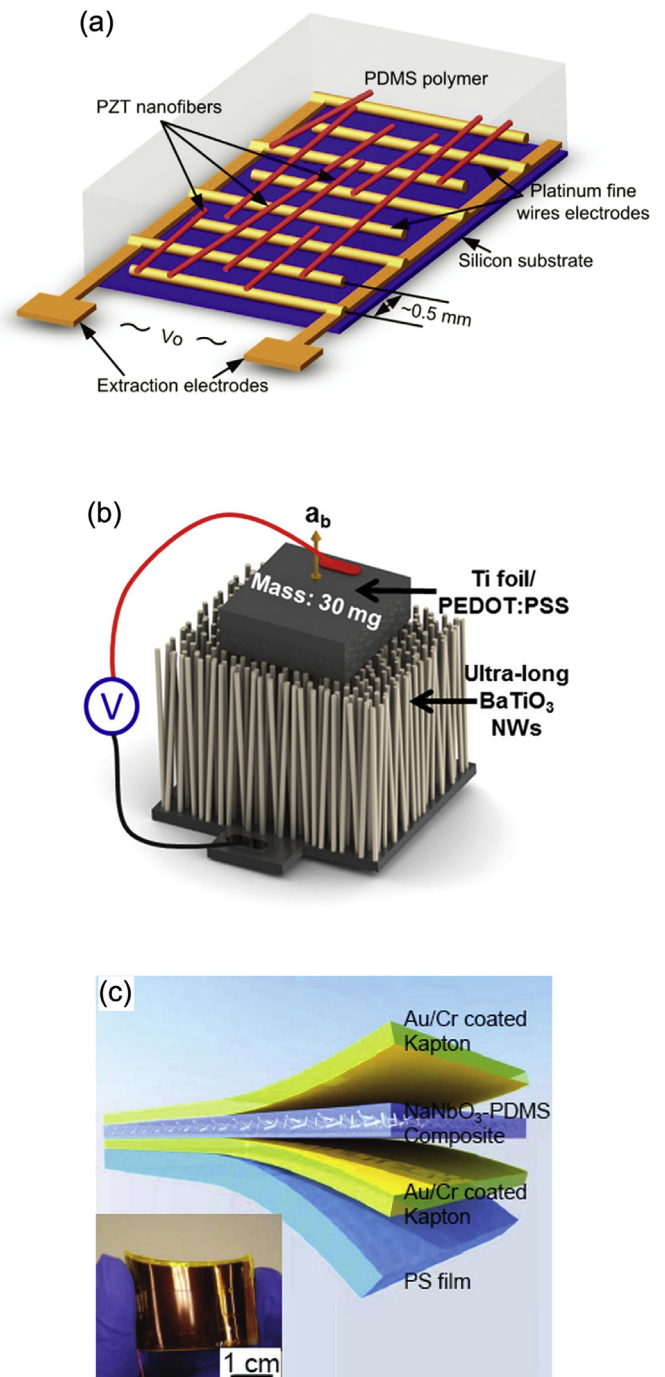 (a)
PDMS polymer
PZT nanofibers
Platinum fine
wires electrodes
Silicon substrate
~0.5 mm
Vo
Extraction electrodes
(b)
ab
Mass: 30 mg
Ti foil/
PEDOT:PSS
Ultra-long
BaTiO3
NWs
V
(c)
Au/Cr coated
Kapton
NaNbO3-PDMS
Composite
Au/Cr coated
Kapton
PS film
1 cm